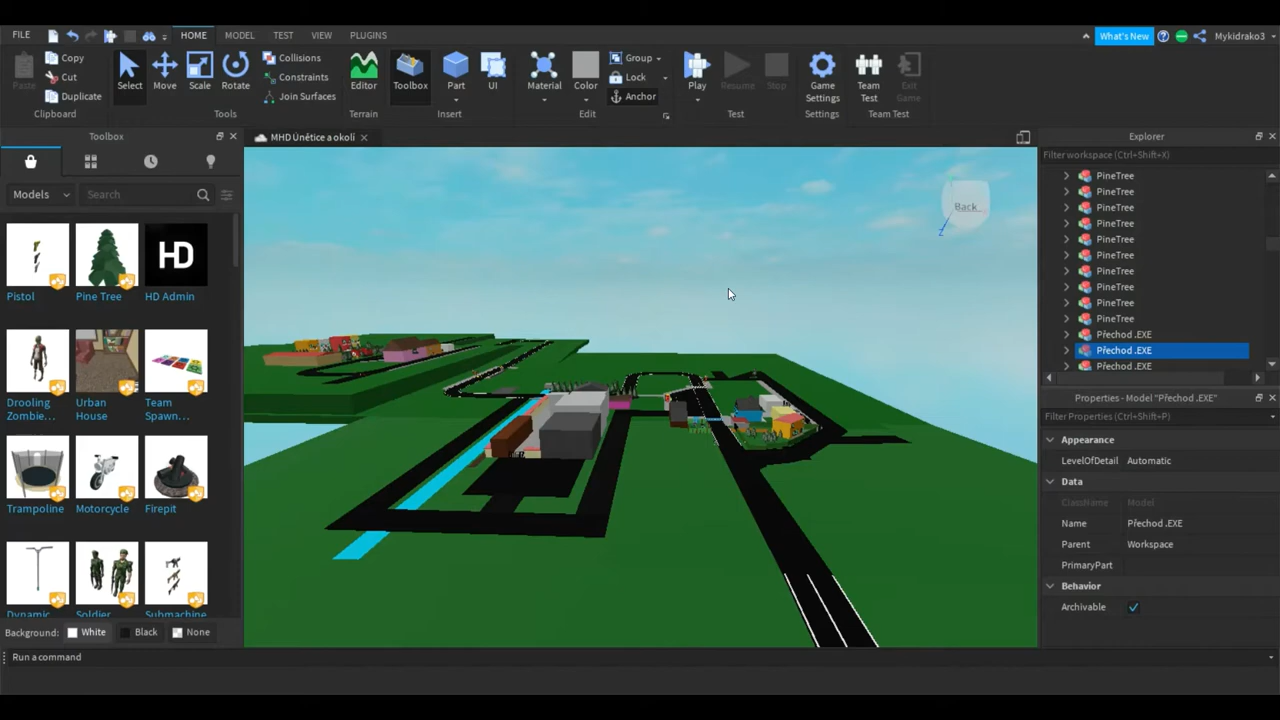 FILE HOME MODEL TEST VIEW PLUGINS What's New Mykidrako3
Paste Copy Cut Duplicate Select Move Scale Rotate Collisions Constraints Join Surfaces Editor Toolbox Part UI Material Color Group Lock Anchor Play Resume Stop Game Settings Team Test Exit Game
Clipboard Tools Terrain Insert Edit Test Settings Team Test
Toolbox
MHD Únětice a okolí
Explorer
Filter workspace (Ctrl+Shift+X)
Models Search
PineTree
PineTree
PineTree
PineTree
PineTree
PineTree
PineTree
PineTree
PineTree
PineTree
Přechod .EXE
Přechod .EXE
Přechod .EXE
Back
HD
Pistol Pine Tree HD Admin
Drooling Zombie... Urban House Team Spawn...
Trampoline Motorcycle Firepit
Dynamic Soldier Submachine
Properties - Model "Přechod .EXE"
Filter Properties (Ctrl+Shift+P)
Appearance
LevelOfDetail Automatic
Data
ClassName Model
Name Přechod .EXE
Parent Workspace
PrimaryPart
Behavior
Archivable
Background: White Black None
Run a command